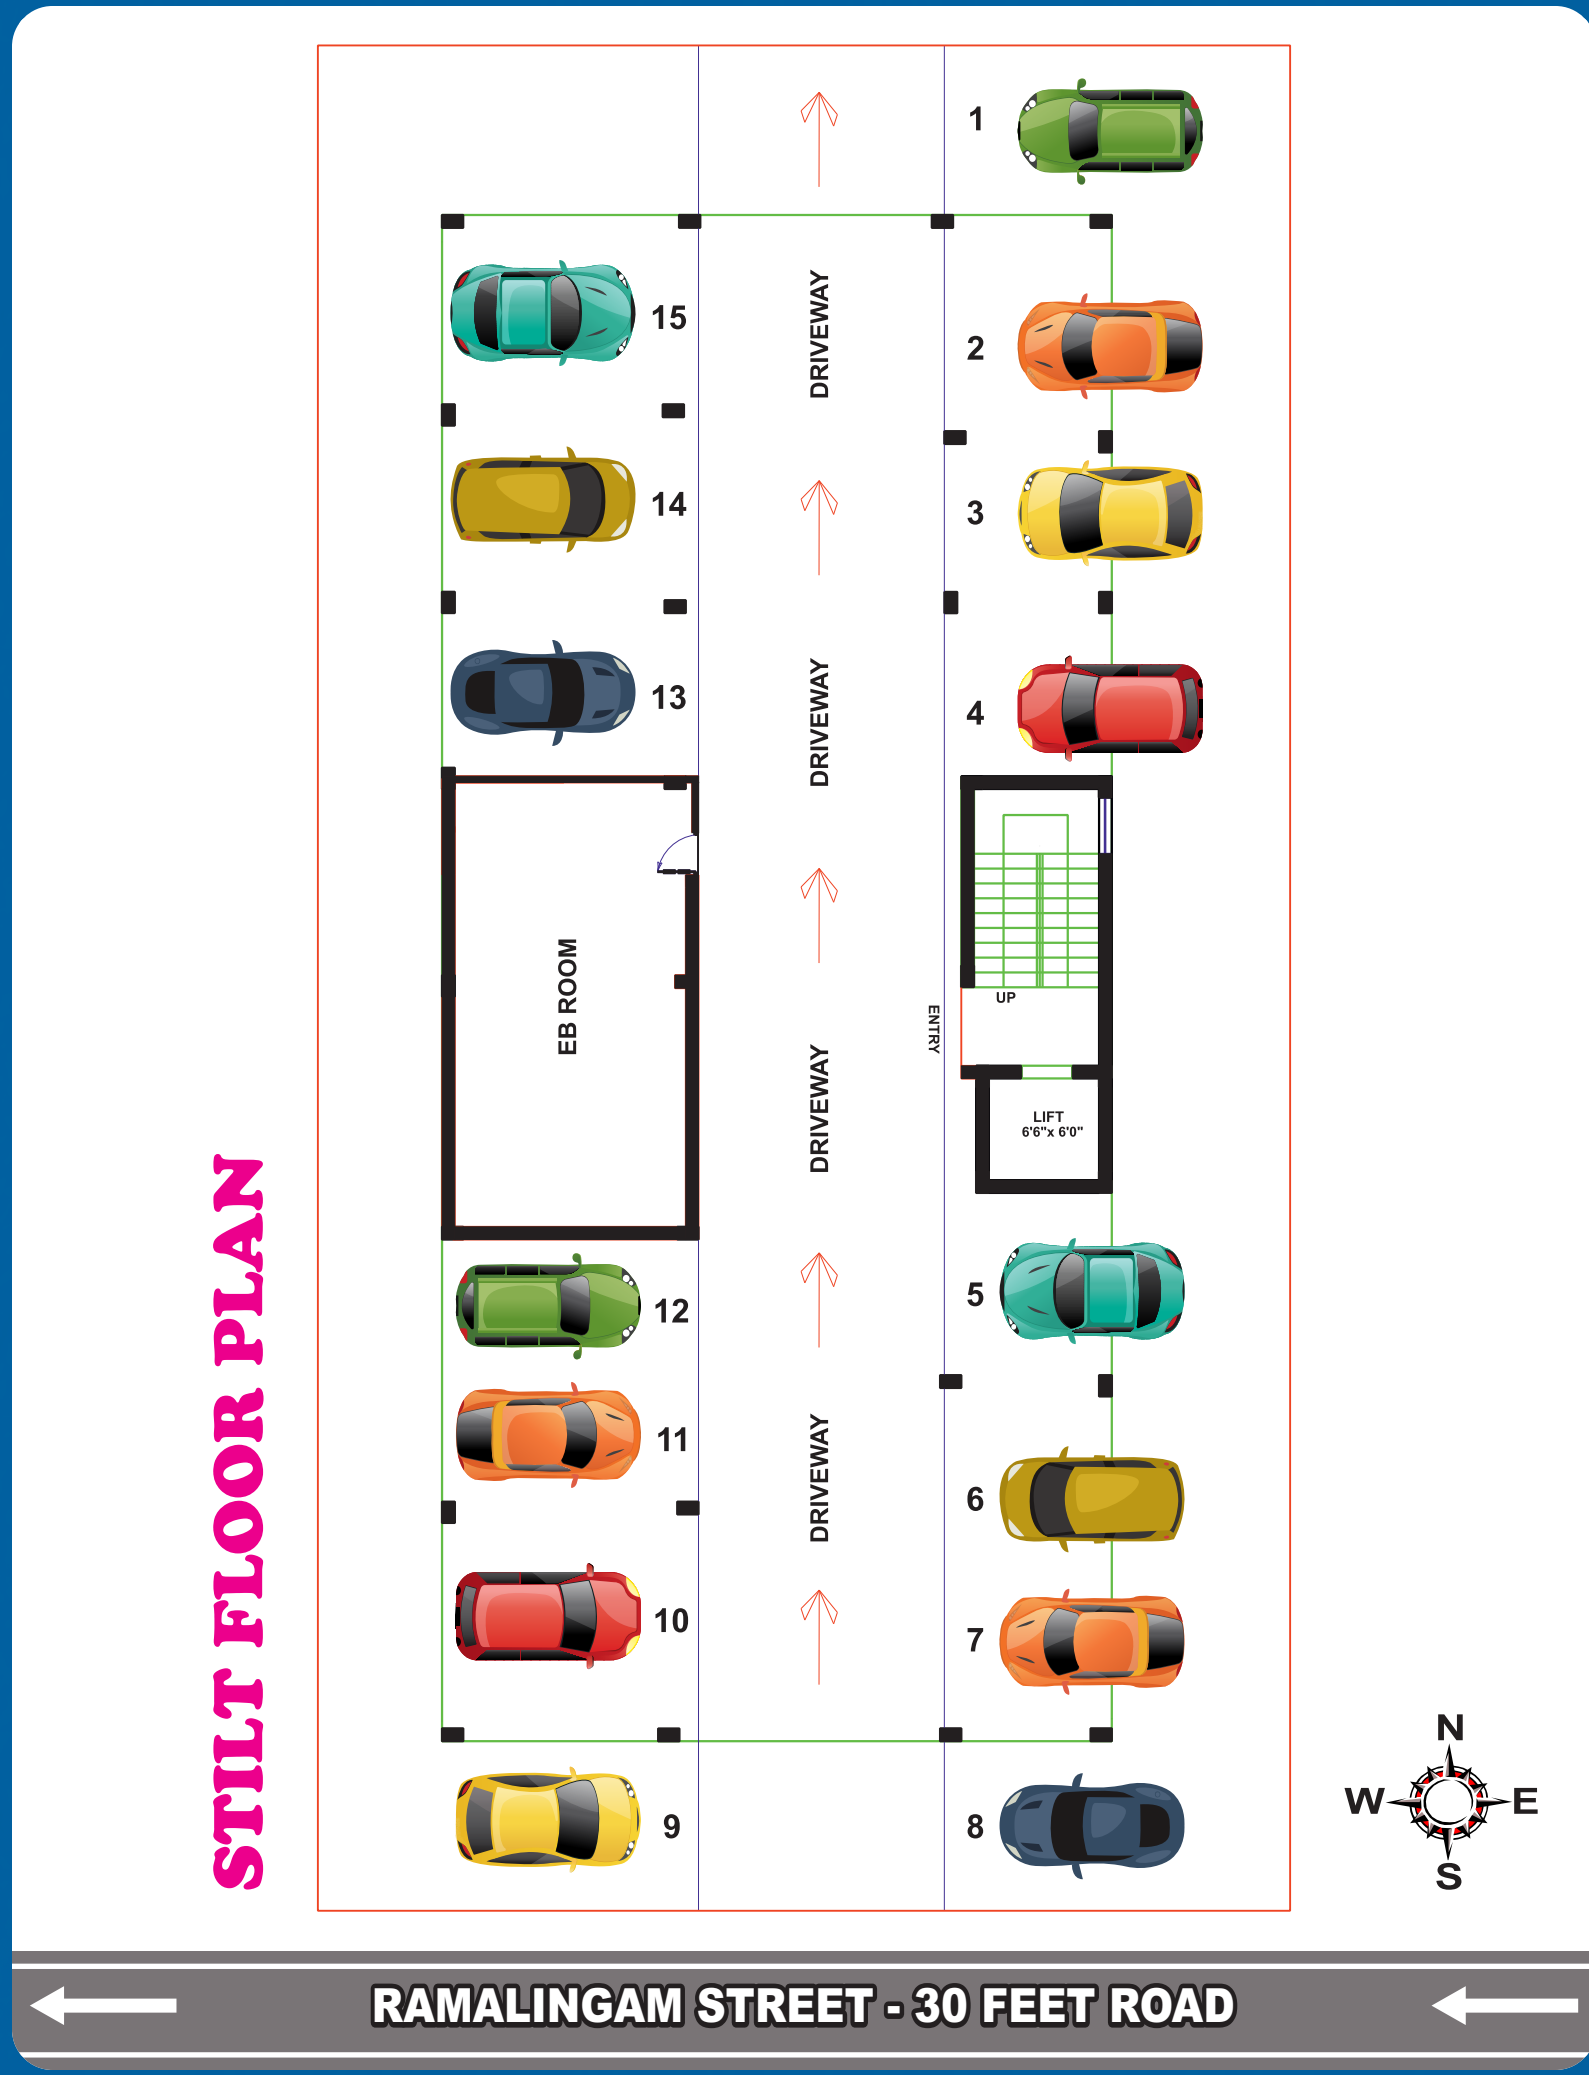 1
15
DRIVEWAY
2
14
3
13
DRIVEWAY
4
EB ROOM
UP
ENTRY
DRIVEWAY
LIFT
6'6"x 6'0"
STILT FLOOR PLAN
12
5
11
DRIVEWAY
6
10
7
9
8
N
W
E
S
RAMALINGAM STREET - 30 FEET ROAD